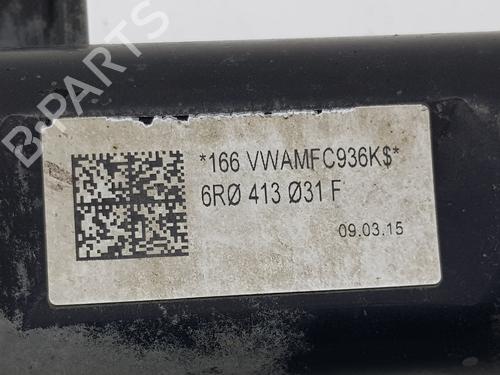 B-PARTS
*166 VWAMFC936K$*
6RØ 413 Ø31 F
09.03.15